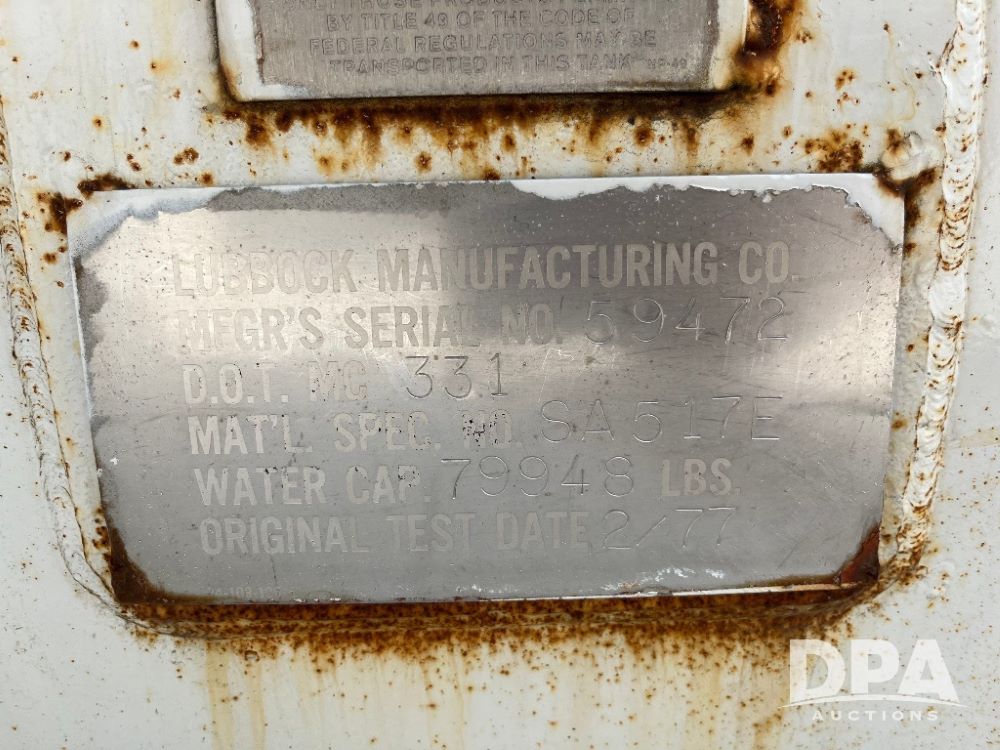 BY TITLE 49 OF THE CODE OF
FEDERAL REGULATIONS MAY BE
TRANSPORTED IN THIS TANK
LUBBOCK MANUFACTURING CO.
MFGR'S SERIAL NO. 59472
D.O.T. MC 331
MAT'L. SPEC. NO. SA517E
WATER CAP. 79948 LBS.
ORIGINAL TEST DATE 2/77
DPA
AUCTIONS